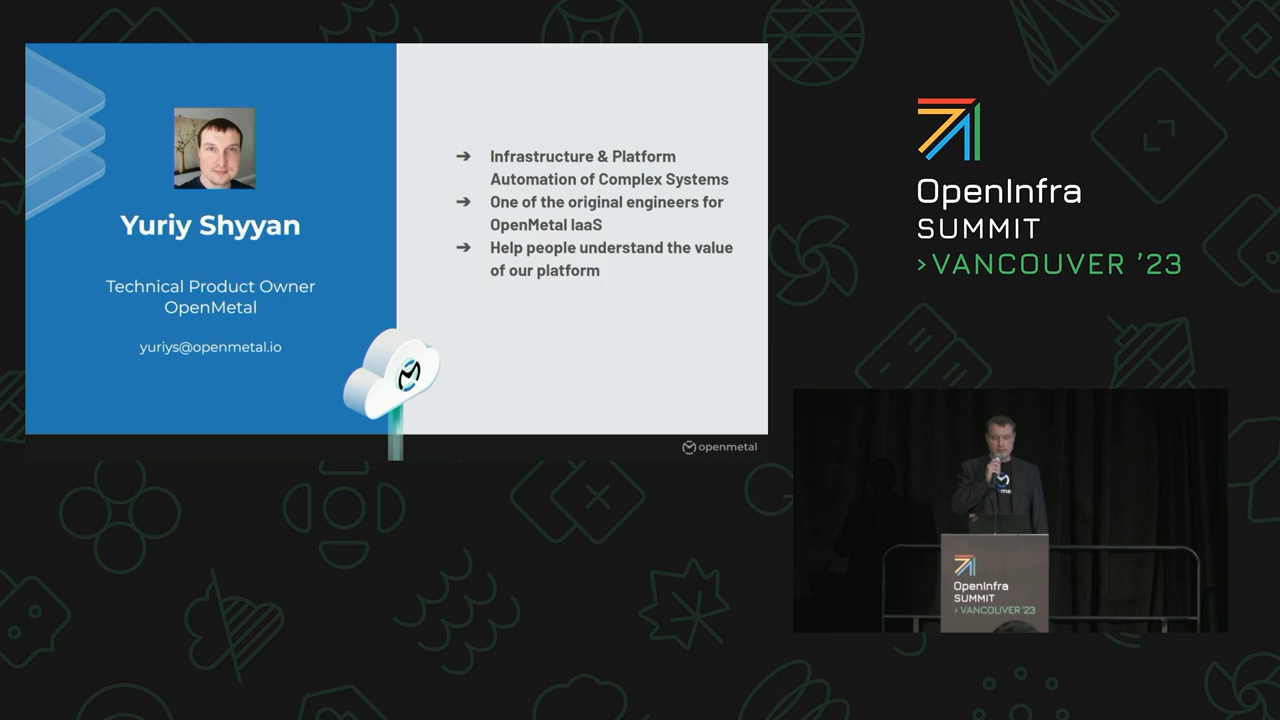 Yuriy Shyyan
Technical Product Owner
OpenMetal
yuriys@openmetal.io
➔ Infrastructure & Platform
Automation of Complex Systems
➔ One of the original engineers for
OpenMetal IaaS
➔ Help people understand the value
of our platform
openmetal
OpenInfra
SUMMIT
>VANCOUVER ’23
OpenInfra
SUMMIT
>VANCOUVER’23